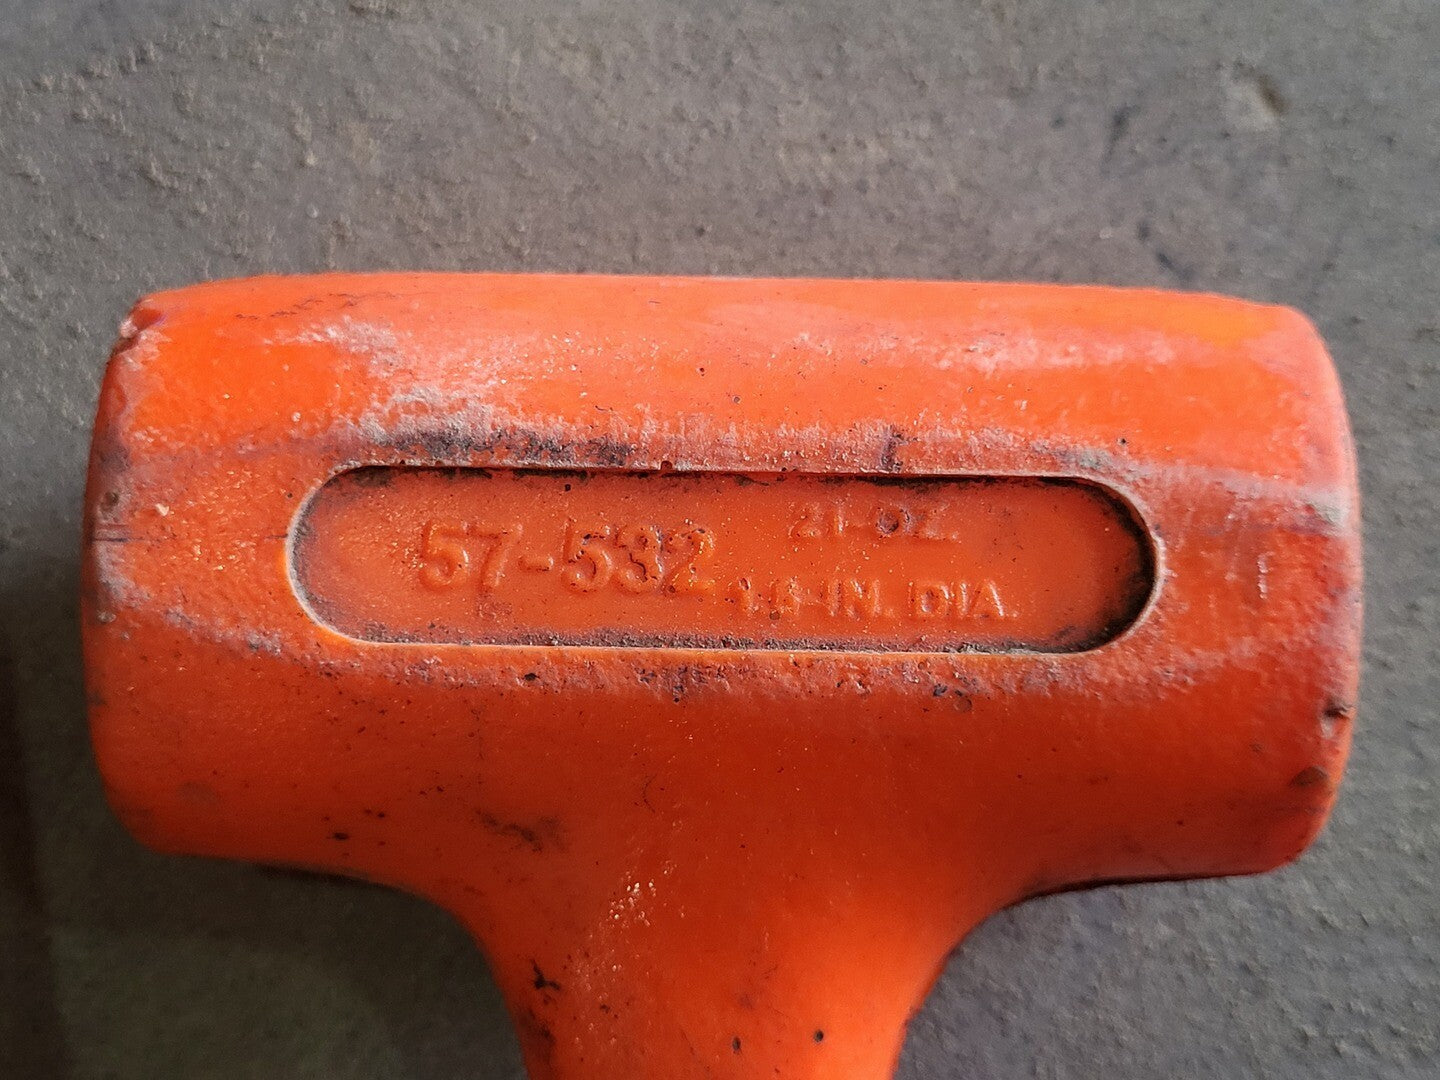 57-532
21-OZ.
IN. DIA.